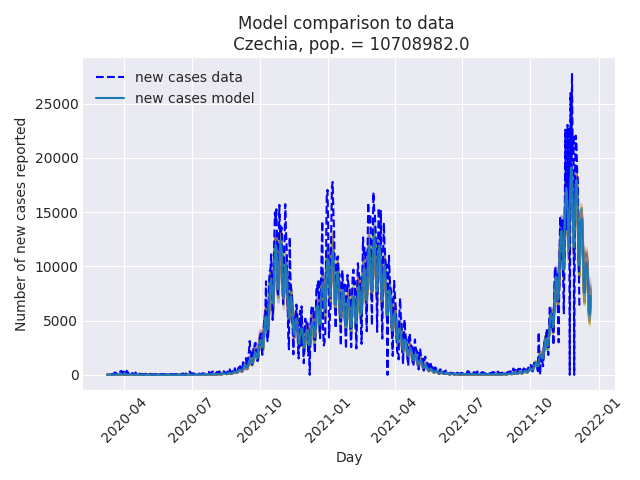 Model comparison to data
Czechia, pop. = 10708982.0
new cases data
new cases model
Number of new cases reported
25000
20000
15000
10000
5000
0
2020-04
2020-07
2020-10
2021-01
2021-04
2021-07
2021-10
2022-01
Day